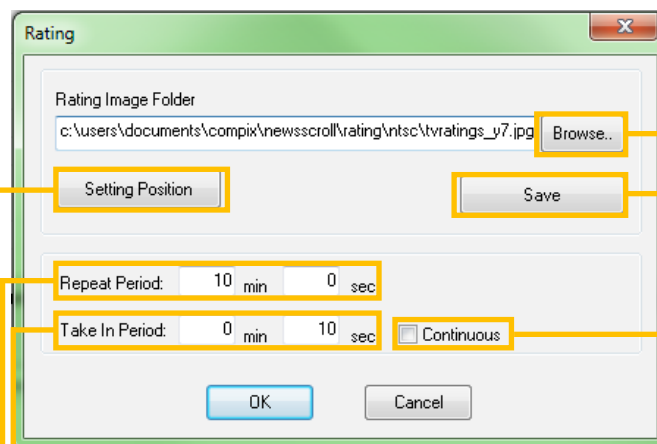 Rating
Rating Image Folder
c:\users\documents\compix\newsscroll\rating\ntsc\tvratings_y7.jpg Browse..
Setting Position Save
Repeat Period: 10 min 0 sec
Take In Period: 0 min 10 sec Continuous
OK Cancel